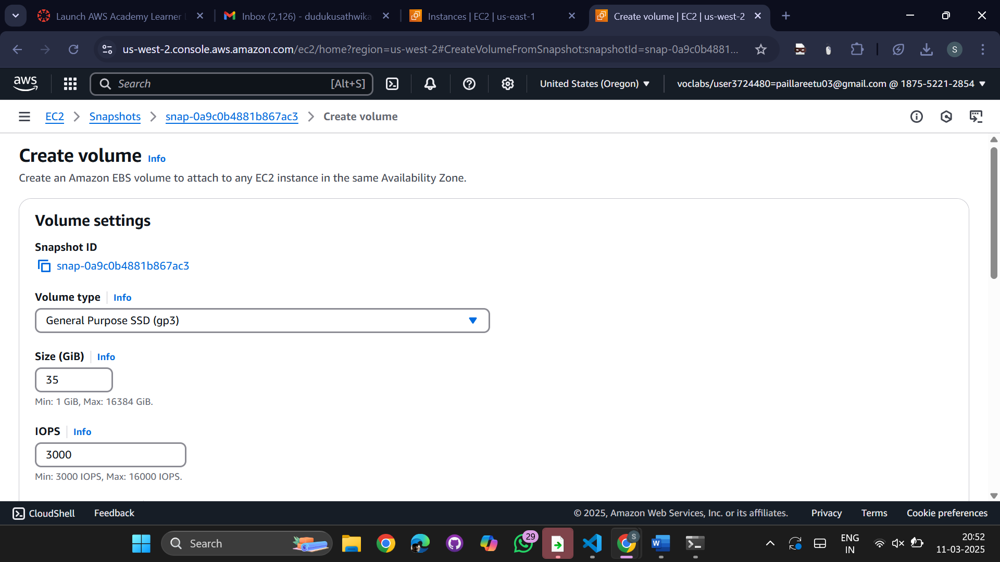 Launch AWS Academy Learner
Inbox (2,126) - dudukusathwika
Instances | EC2 | us-east-1
Create volume | EC2 | us-west-2
us-west-2.console.aws.amazon.com/ec2/home?region=us-west-2#CreateVolumeFromSnapshot:snapshotId=snap-0a9c0b4881...
S
aws
Search
[Alt+S]
United States (Oregon)
voclabs/user3724480=paillareetu03@gmail.com @ 1875-5221-2854
EC2
Snapshots
snap-0a9c0b4881b867ac3
Create volume
Create volume Info
Create an Amazon EBS volume to attach to any EC2 instance in the same Availability Zone.
Volume settings
Snapshot ID
snap-0a9c0b4881b867ac3
Volume type Info
General Purpose SSD (gp3)
Size (GiB) Info
35
Min: 1 GiB, Max: 16384 GiB.
IOPS Info
3000
Min: 3000 IOPS, Max: 16000 IOPS.
CloudShell
Feedback
© 2025, Amazon Web Services, Inc. or its affiliates.
Privacy
Terms
Cookie preferences
Search
29
S
W
ENG
IN
20:52
11-03-2025